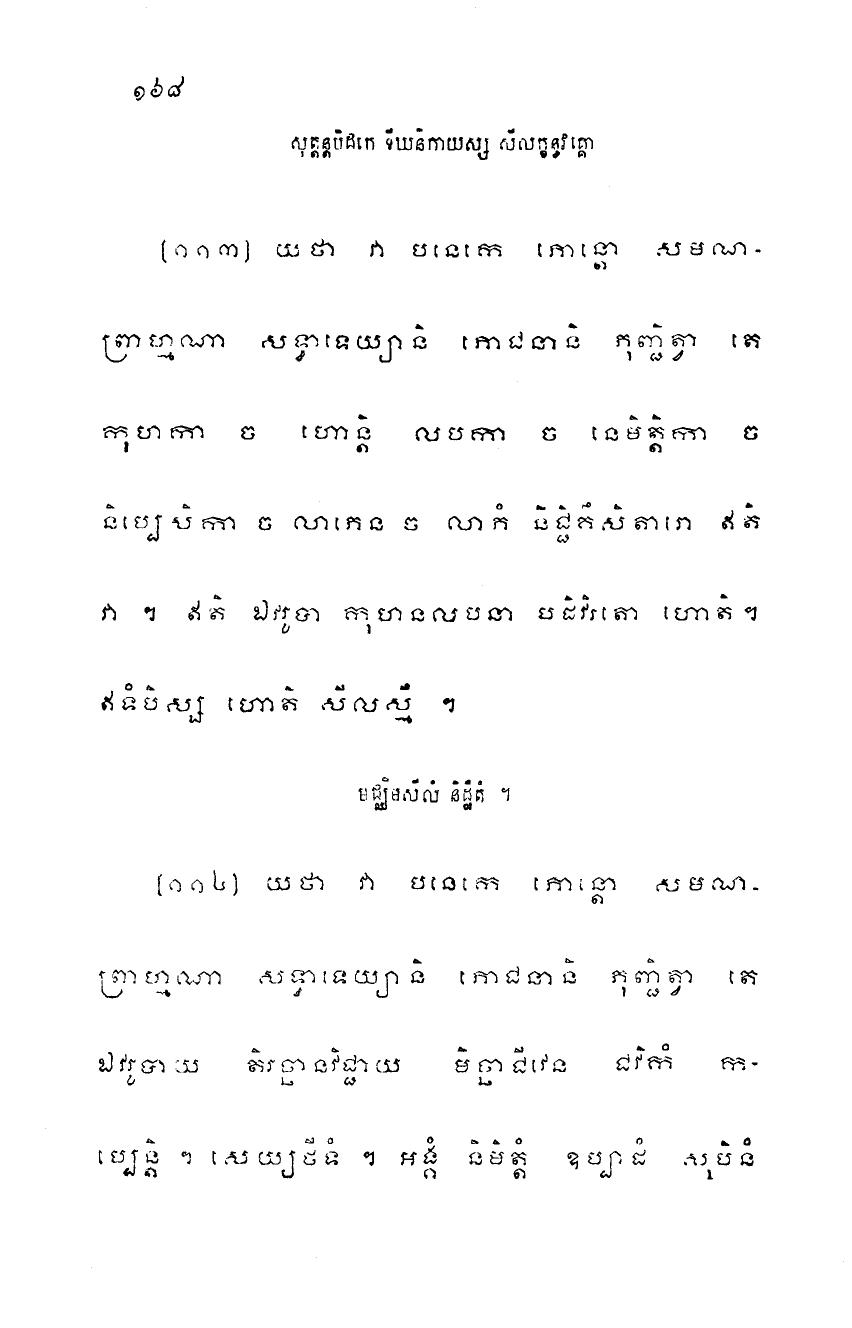 ១៦៨
សុត្តន្តបិដកេ ទីឃនិកាយស្ស សីលក្ខន្ធវគ្គោ
(១១៣) យថា វា បនេកេ ភោន្តោ សមណ-
ព្រាហ្មណា សទ្ធាទេយ្យានិ ភោជនានិ ភុញ្ជិត្វា តេ
កុហកា ច ហោន្តិ លបកា ច នេមិត្តិកា ច
និប្បេសិកា ច លាភេន ច លាភំ និជិ្ជគឹសិតារោ ឥតិ
វា ។ ឥតិ ឯវរូបា កុហនលបនា បដិវិរតោ ហោតិ។
ឥទំបិស្ស ហោតិ សីលស្មឹ ។
មជ្ឈិមសីលំ និដ្ឋិតំ ។
(១១៤) យថា វា បនេកេ ភោន្តោ សមណ-
ព្រាហ្មណា សទ្ធាទេយ្យានិ ភោជនានិ ភុញ្ជិត្វា តេ
ឯវរូបាយ តិរច្ឆានវិជ្ជាយ មិច្ឆាជីវេន ជវិកំ ក-
ប្បេន្តិ ។ សេយ្យថីទំ ។ អង្គំ និមិត្តំ ឧប្បាដំ សុបិនំ